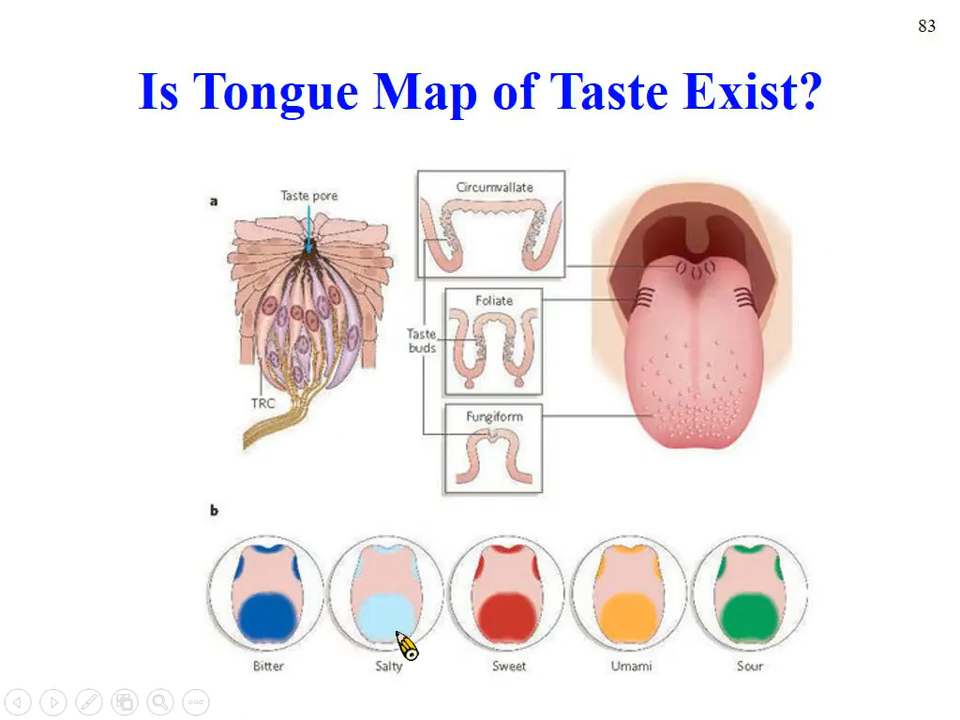 83
Is Tongue Map of Taste Exist?
a
Taste pore
TRC
Circumvallate
Foliate
Taste
buds
Fungiform
b
Bitter
Salty
Sweet
Umami
Sour